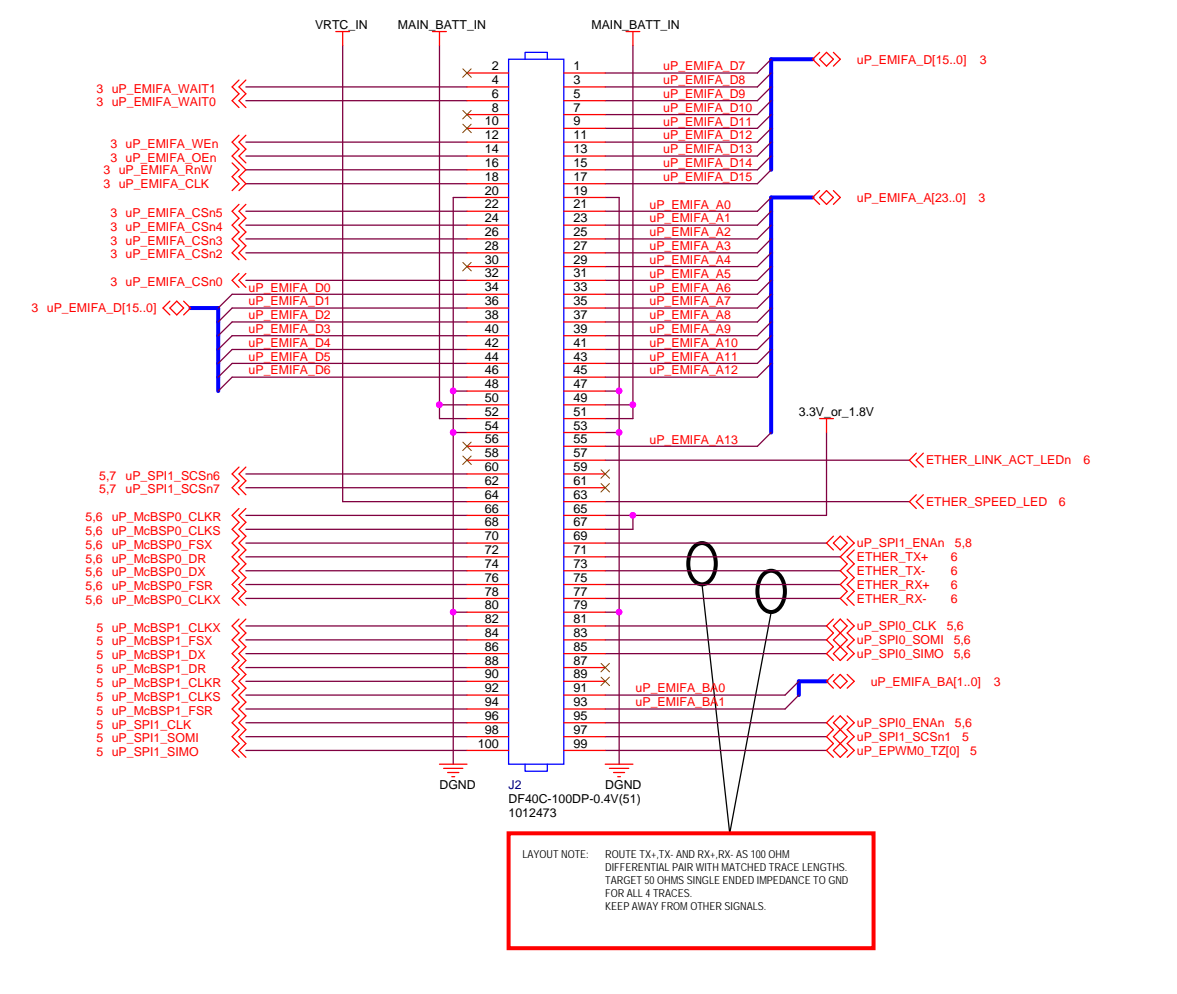 VRTC_IN MAIN_BATT_IN MAIN_BATT_IN
2 1 uP_EMIFA_D7 uP_EMIFA_D[15..0] 3
3 uP_EMIFA_WAIT1 4 3 uP_EMIFA_D8
3 uP_EMIFA_WAIT0 6 5 uP_EMIFA_D9
8 7 uP_EMIFA_D10
10 9 uP_EMIFA_D11
3 uP_EMIFA_WEn 12 11 uP_EMIFA_D12
3 uP_EMIFA_OEn 14 13 uP_EMIFA_D13
3 uP_EMIFA_RnW 16 15 uP_EMIFA_D14
3 uP_EMIFA_CLK 18 17 uP_EMIFA_D15
20 19 uP_EMIFA_A[23..0] 3
3 uP_EMIFA_CSn5 22 21 uP_EMIFA_A0
3 uP_EMIFA_CSn4 24 23 uP_EMIFA_A1
3 uP_EMIFA_CSn3 26 25 uP_EMIFA_A2
3 uP_EMIFA_CSn2 28 27 uP_EMIFA_A3
30 29 uP_EMIFA_A4
3 uP_EMIFA_CSn0 32 31 uP_EMIFA_A5
uP_EMIFA_D0 34 33 uP_EMIFA_A6
3 uP_EMIFA_D[15..0] uP_EMIFA_D1 36 35 uP_EMIFA_A7
uP_EMIFA_D2 38 37 uP_EMIFA_A8
uP_EMIFA_D3 40 39 uP_EMIFA_A9
uP_EMIFA_D4 42 41 uP_EMIFA_A10
uP_EMIFA_D5 44 43 uP_EMIFA_A11
uP_EMIFA_D6 46 45 uP_EMIFA_A12
48 47
50 49
52 51 3.3V_or_1.8V
54 53
56 55 uP_EMIFA_A13
58 57 ETHER_LINK_ACT_LEDn 6
5,7 uP_SPI1_SCSn6 60 59
5,7 uP_SPI1_SCSn7 62 61
64 63 ETHER_SPEED_LED 6
5,6 uP_McBSP0_CLKR 66 65
5,6 uP_McBSP0_CLKS 68 67
5,6 uP_McBSP0_FSX 70 69 uP_SPI1_ENAn 5,8
5,6 uP_McBSP0_DR 72 71 ETHER_TX+ 6
5,6 uP_McBSP0_DX 74 73 ETHER_TX- 6
5,6 uP_McBSP0_FSR 76 75 ETHER_RX+ 6
5,6 uP_McBSP0_CLKX 78 77 ETHER_RX- 6
80 79
5 uP_McBSP1_CLKX 82 81 uP_SPI0_CLK 5,6
5 uP_McBSP1_FSX 84 83 uP_SPI0_SOMI 5,6
5 uP_McBSP1_DX 86 85 uP_SPI0_SIMO 5,6
5 uP_McBSP1_DR 88 87
5 uP_McBSP1_CLKR 90 89 uP_EMIFA_BA[1..0] 3
5 uP_McBSP1_CLKS 92 91 uP_EMIFA_BA0
5 uP_McBSP1_FSR 94 93 uP_EMIFA_BA1
5 uP_SPI1_CLK 96 95 uP_SPI0_ENAn 5,6
5 uP_SPI1_SOMI 98 97 uP_SPI1_SCSn1 5
5 uP_SPI1_SIMO 100 99 uP_EPWM0_TZ[0] 5
DGND J2 DGND
DF40C-100DP-0.4V(51)
1012473
LAYOUT NOTE: ROUTE TX+,TX- AND RX+,RX- AS 100 OHM
DIFFERENTIAL PAIR WITH MATCHED TRACE LENGTHS.
TARGET 50 OHMS SINGLE ENDED IMPEDANCE TO GND
FOR ALL 4 TRACES.
KEEP AWAY FROM OTHER SIGNALS.